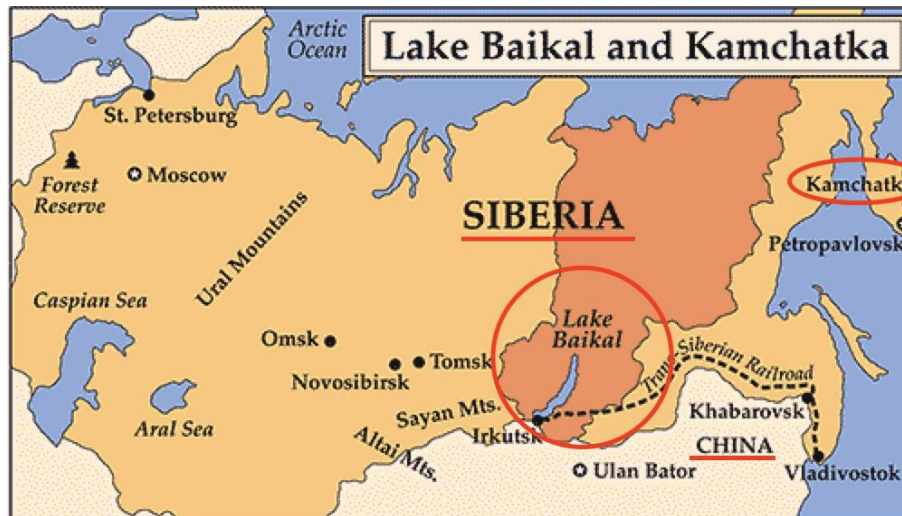 Arctic
Ocean
Lake Baikal and Kamchatka
St. Petersburg
Moscow
Forest
Reserve
Kamchatk
SIBERIA
Petropavlovsk
Ural Mountains
Caspian Sea
Lake
Baikal
Omsk
Tomsk
Novosibirsk
Trans-Siberian Railroad
Aral Sea
Sayan Mts.
Irkutsk
Khabarovsk
Altai Mts.
CHINA
Ulan Bator
Vladivostok